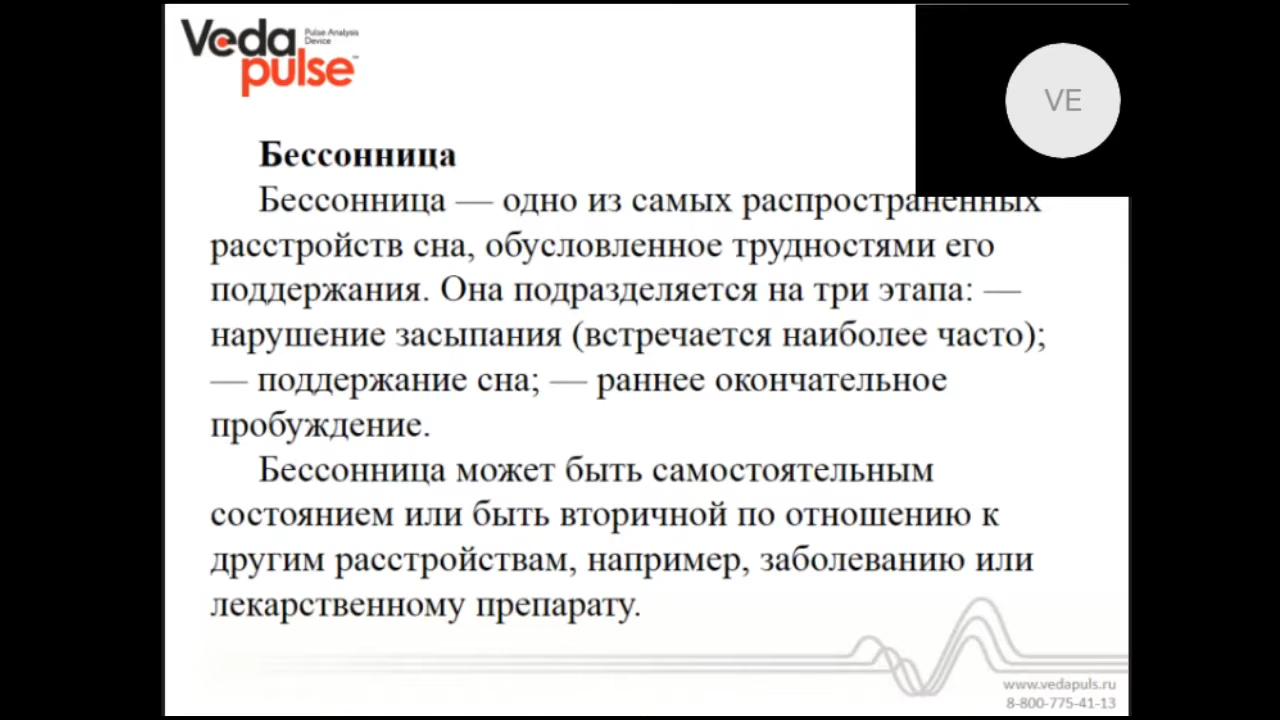 Veda
Pulse Analysis
Device
pulse
VE
Бессонница
Бессонница — одно из самых распространенных
расстройств сна, обусловленное трудностями его
поддержания. Она подразделяется на три этапа: —
нарушение засыпания (встречается наиболее часто);
— поддержание сна; — раннее окончательное
пробуждение.
Бессонница может быть самостоятельным
состоянием или быть вторичной по отношению к
другим расстройствам, например, заболеванию или
лекарственному препарату.
www.vedapuls.ru
8-800-775-41-13